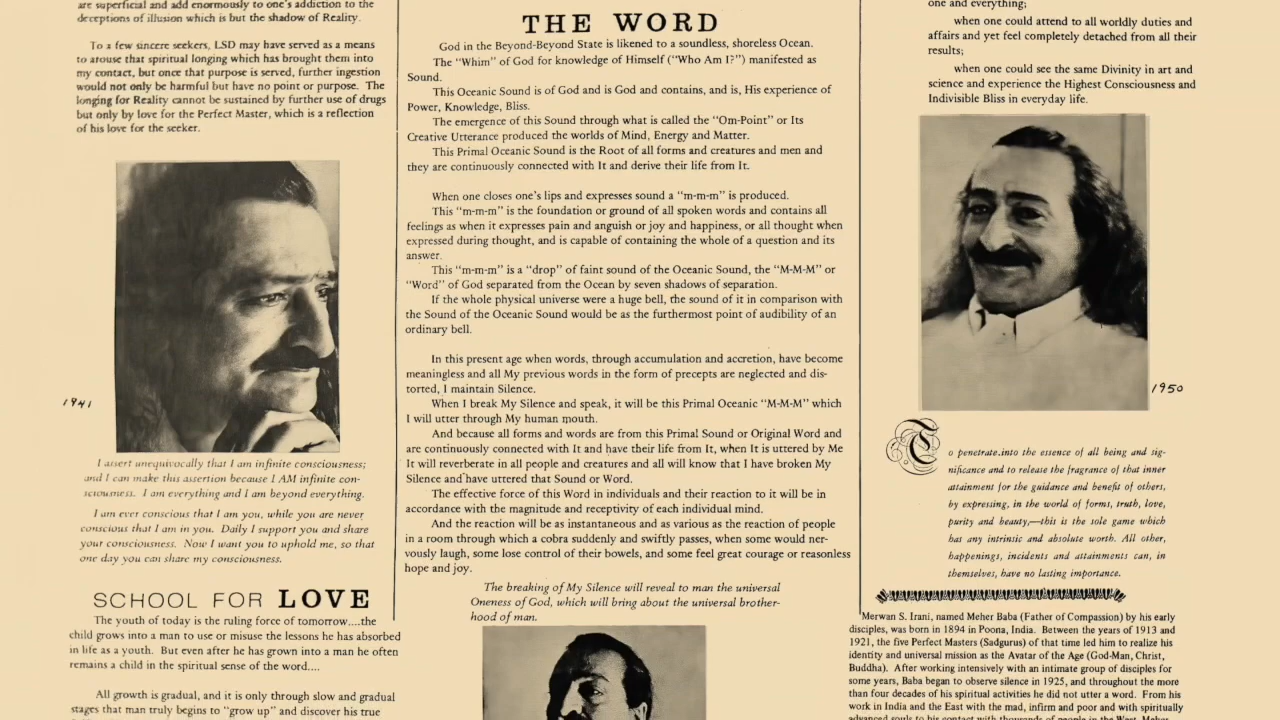 are superficial and add enormously to one's addiction to the
deceptions of illusion which is but the shadow of Reality.
To a few sincere seekers, LSD may have served as a means
to arouse that spiritual longing which has brought them into
my contact, but once that purpose is served, further ingestion
would not only be harmful but have no point or purpose. The
longing for Reality cannot be sustained by further use of drugs
but only by love for the Perfect Master, which is a reflection
of his love for the seeker.
1941
I assert unequivocally that I am infinite consciousness;
and I can make this assertion because I AM infinite con-
sciousness. I am everything and I am beyond everything.
I am ever conscious that I am you, while you are never
conscious that I am in you. Daily I support you and share
your consciousness. Now I want you to uphold me, so that
one day you can share my consciousness.
SCHOOL FOR LOVE
The youth of today is the ruling force of tomorrow....the
child grows into a man to use or misuse the lessons he has absorbed
in life as a youth. But even after he has grown into a man he often
remains a child in the spiritual sense of the word....
All growth is gradual, and it is only through slow and gradual
stages that man truly begins to "grow up" and discover his true
THE WORD
God in the Beyond-Beyond State is likened to a soundless, shoreless Ocean.
The "Whim" of God for knowledge of Himself ("Who Am I?") manifested as
Sound.
This Oceanic Sound is of God and is God and contains, and is, His experience of
Power, Knowledge, Bliss.
The emergence of this Sound through what is called the "Om-Point" or Its
Creative Utterance produced the worlds of Mind, Energy and Matter.
This Primal Oceanic Sound is the Root of all forms and creatures and men and
they are continuously connected with It and derive their life from It.
When one closes one's lips and expresses sound a "m-m-m" is produced.
This "m-m-m" is the foundation or ground of all spoken words and contains all
feelings as when it expresses pain and anguish or joy and happiness, or all thought when
expressed during thought, and is capable of containing the whole of a question and its
answer.
This "m-m-m" is a "drop" of faint sound of the Oceanic Sound, the "M-M-M" or
"Word" of God separated from the Ocean by seven shadows of separation.
If the whole physical universe were a huge bell, the sound of it in comparison with
the Sound of the Oceanic Sound would be as the furthermost point of audibility of an
ordinary bell.
In this present age when words, through accumulation and accretion, have become
meaningless and all My previous words in the form of precepts are neglected and dis-
torted, I maintain Silence.
When I break My Silence and speak, it will be this Primal Oceanic "M-M-M" which
I will utter through My human mouth.
And because all forms and words are from this Primal Sound or Original Word and
are continuously connected with It and have their life from It, when It is uttered by Me
It will reverberate in all people and creatures and all will know that I have broken My
Silence and have uttered that Sound or Word.
The effective force of this Word in individuals and their reaction to it will be in
accordance with the magnitude and receptivity of each individual mind.
And the reaction will be as instantaneous and as various as the reaction of people
in a room through which a cobra suddenly and swiftly passes, when some would ner-
vously laugh, some lose control of their bowels, and some feel great courage or reasonless
hope and joy.
The breaking of My Silence will reveal to man the universal
Oneness of God, which will bring about the universal brother-
hood of man.
one and everything;
when one could attend to all worldly duties and
affairs and yet feel completely detached from all their
results;
when one could see the same Divinity in art and
science and experience the Highest Consciousness and
Indivisible Bliss in everyday life.
1950
To penetrate.into the essence of all being and sig-
nificance and to release the fragrance of that inner
attainment for the guidance and benefit of others,
by expressing, in the world of forms, truth, love,
purity and beauty,—this is the sole game which
has any intrinsic and absolute worth. All other,
happenings, incidents and attainments can, in
themselves, have no lasting importance.
Merwan S. Irani, named Meher Baba (Father of Compassion) by his early
disciples, was born in 1894 in Poona, India. Between the years of 1913 and
1921, the five Perfect Masters (Sadgurus) of that time led him to realize his
identity and universal mission as the Avatar of the Age (God-Man, Christ,
Buddha). After working intensively with an intimate group of disciples for
some years, Baba began to observe silence in 1925, and throughout the more
than four decades of his spiritual activities he did not utter a word. From his
work in India and the East with the mad, infirm and poor and with spiritually
advanced souls to his contact with thousands of people in the West, Meher